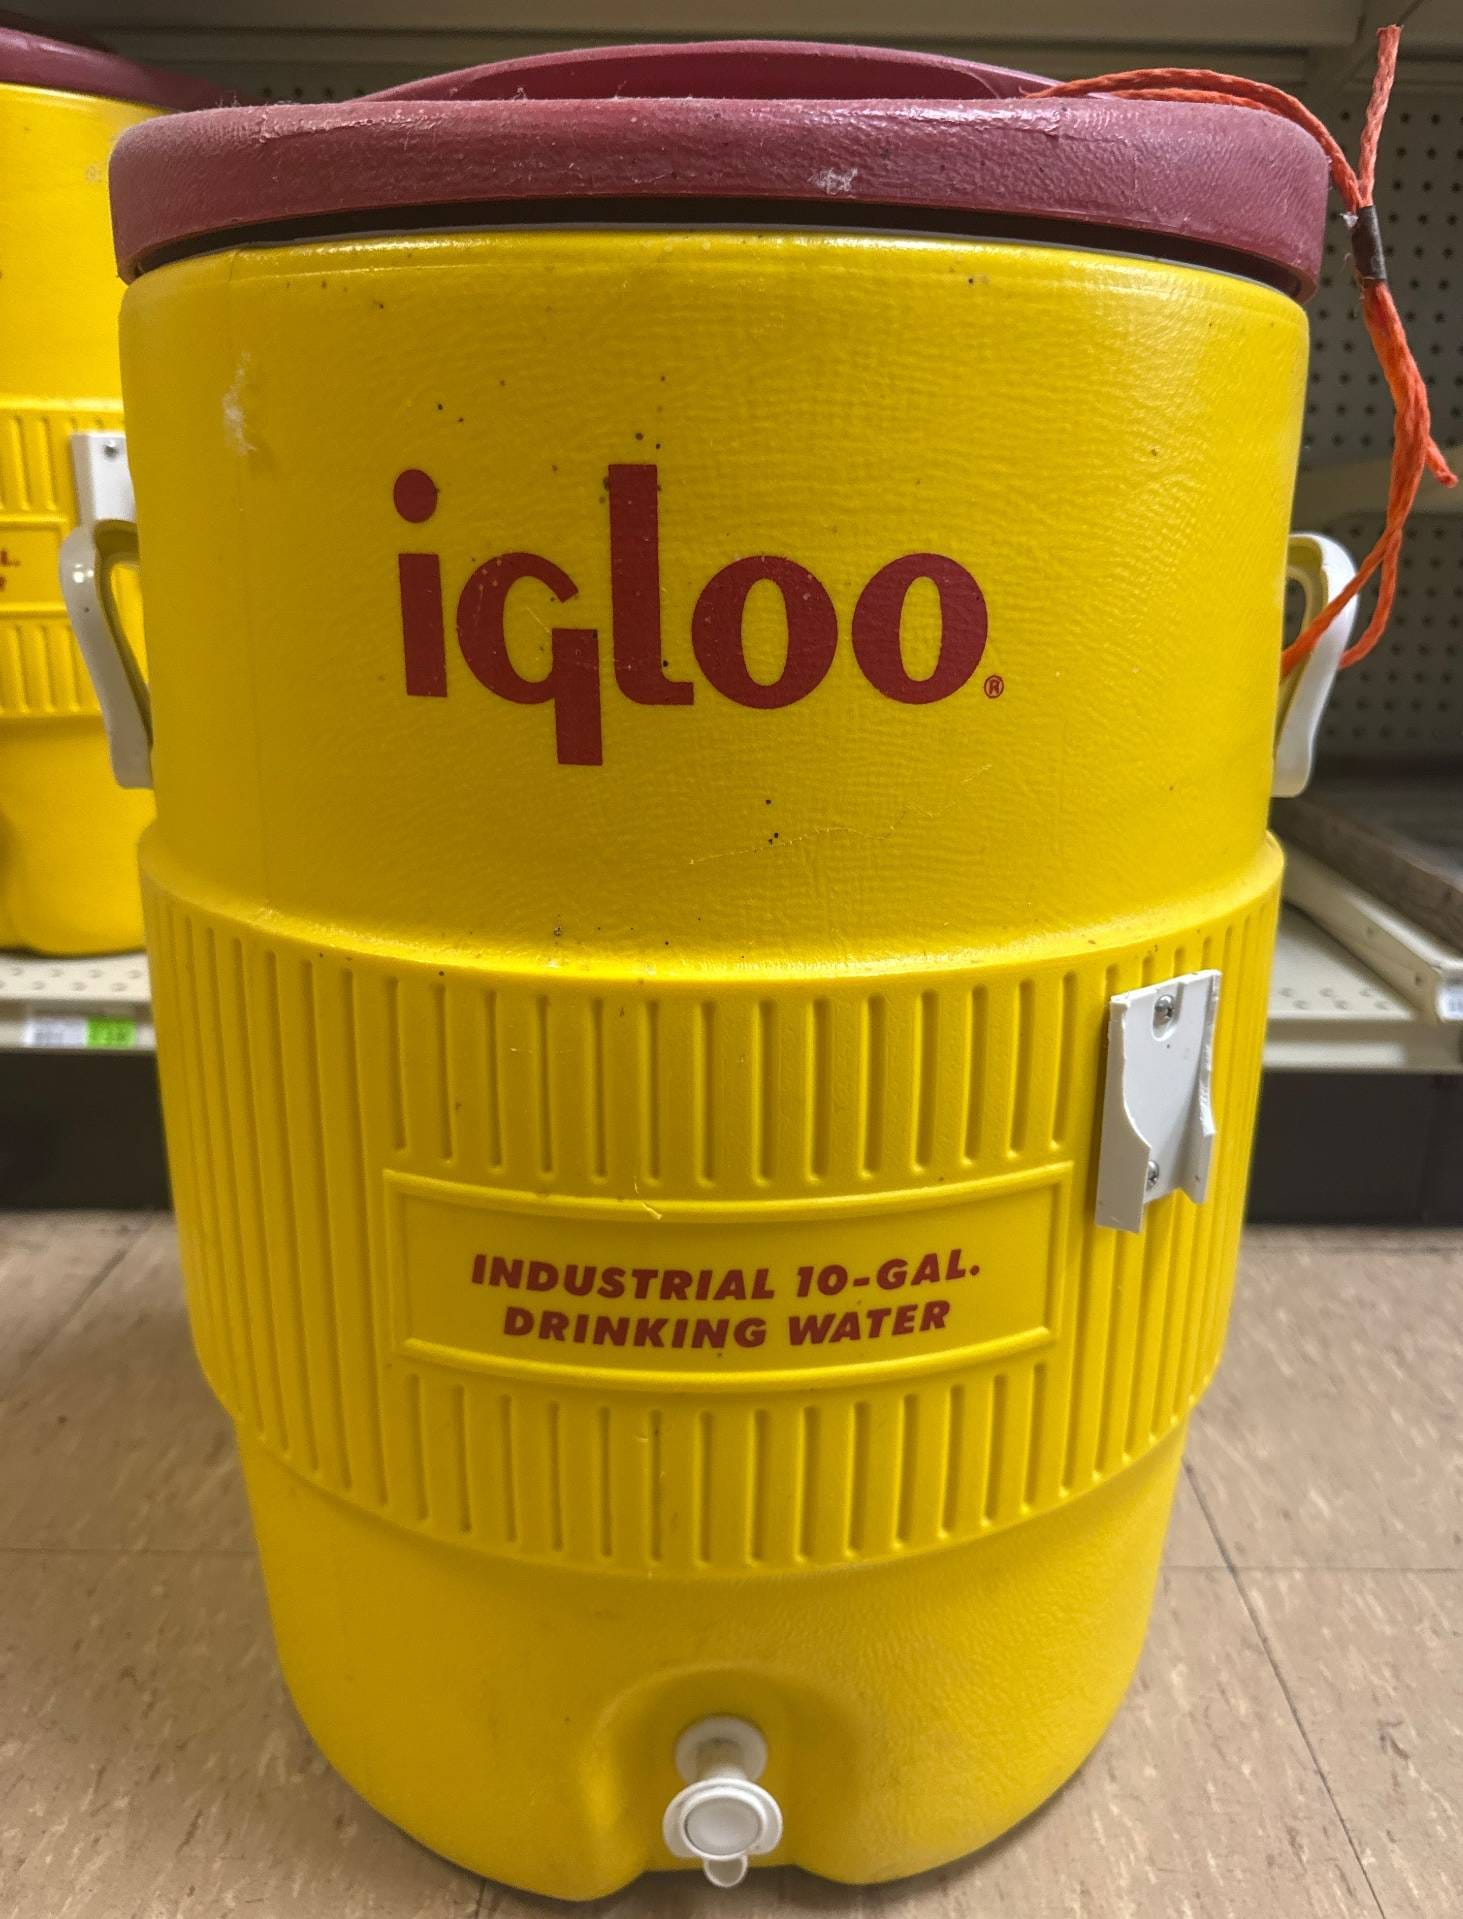 igloo®
INDUSTRIAL 10-GAL.
DRINKING WATER